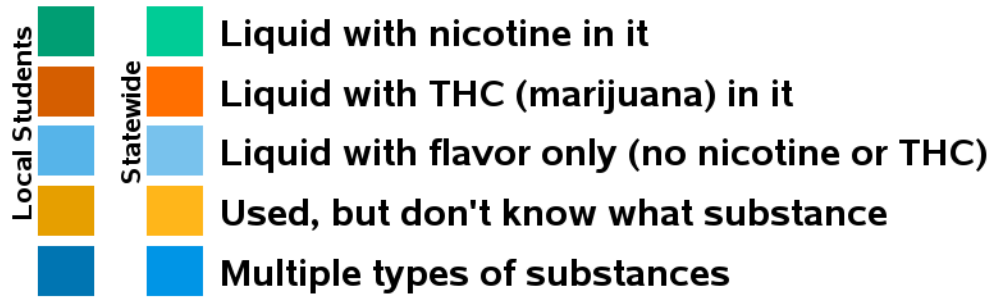 Local Students
Statewide
Liquid with nicotine in it
Liquid with THC (marijuana) in it
Liquid with flavor only (no nicotine or THC)
Used, but don't know what substance
Multiple types of substances